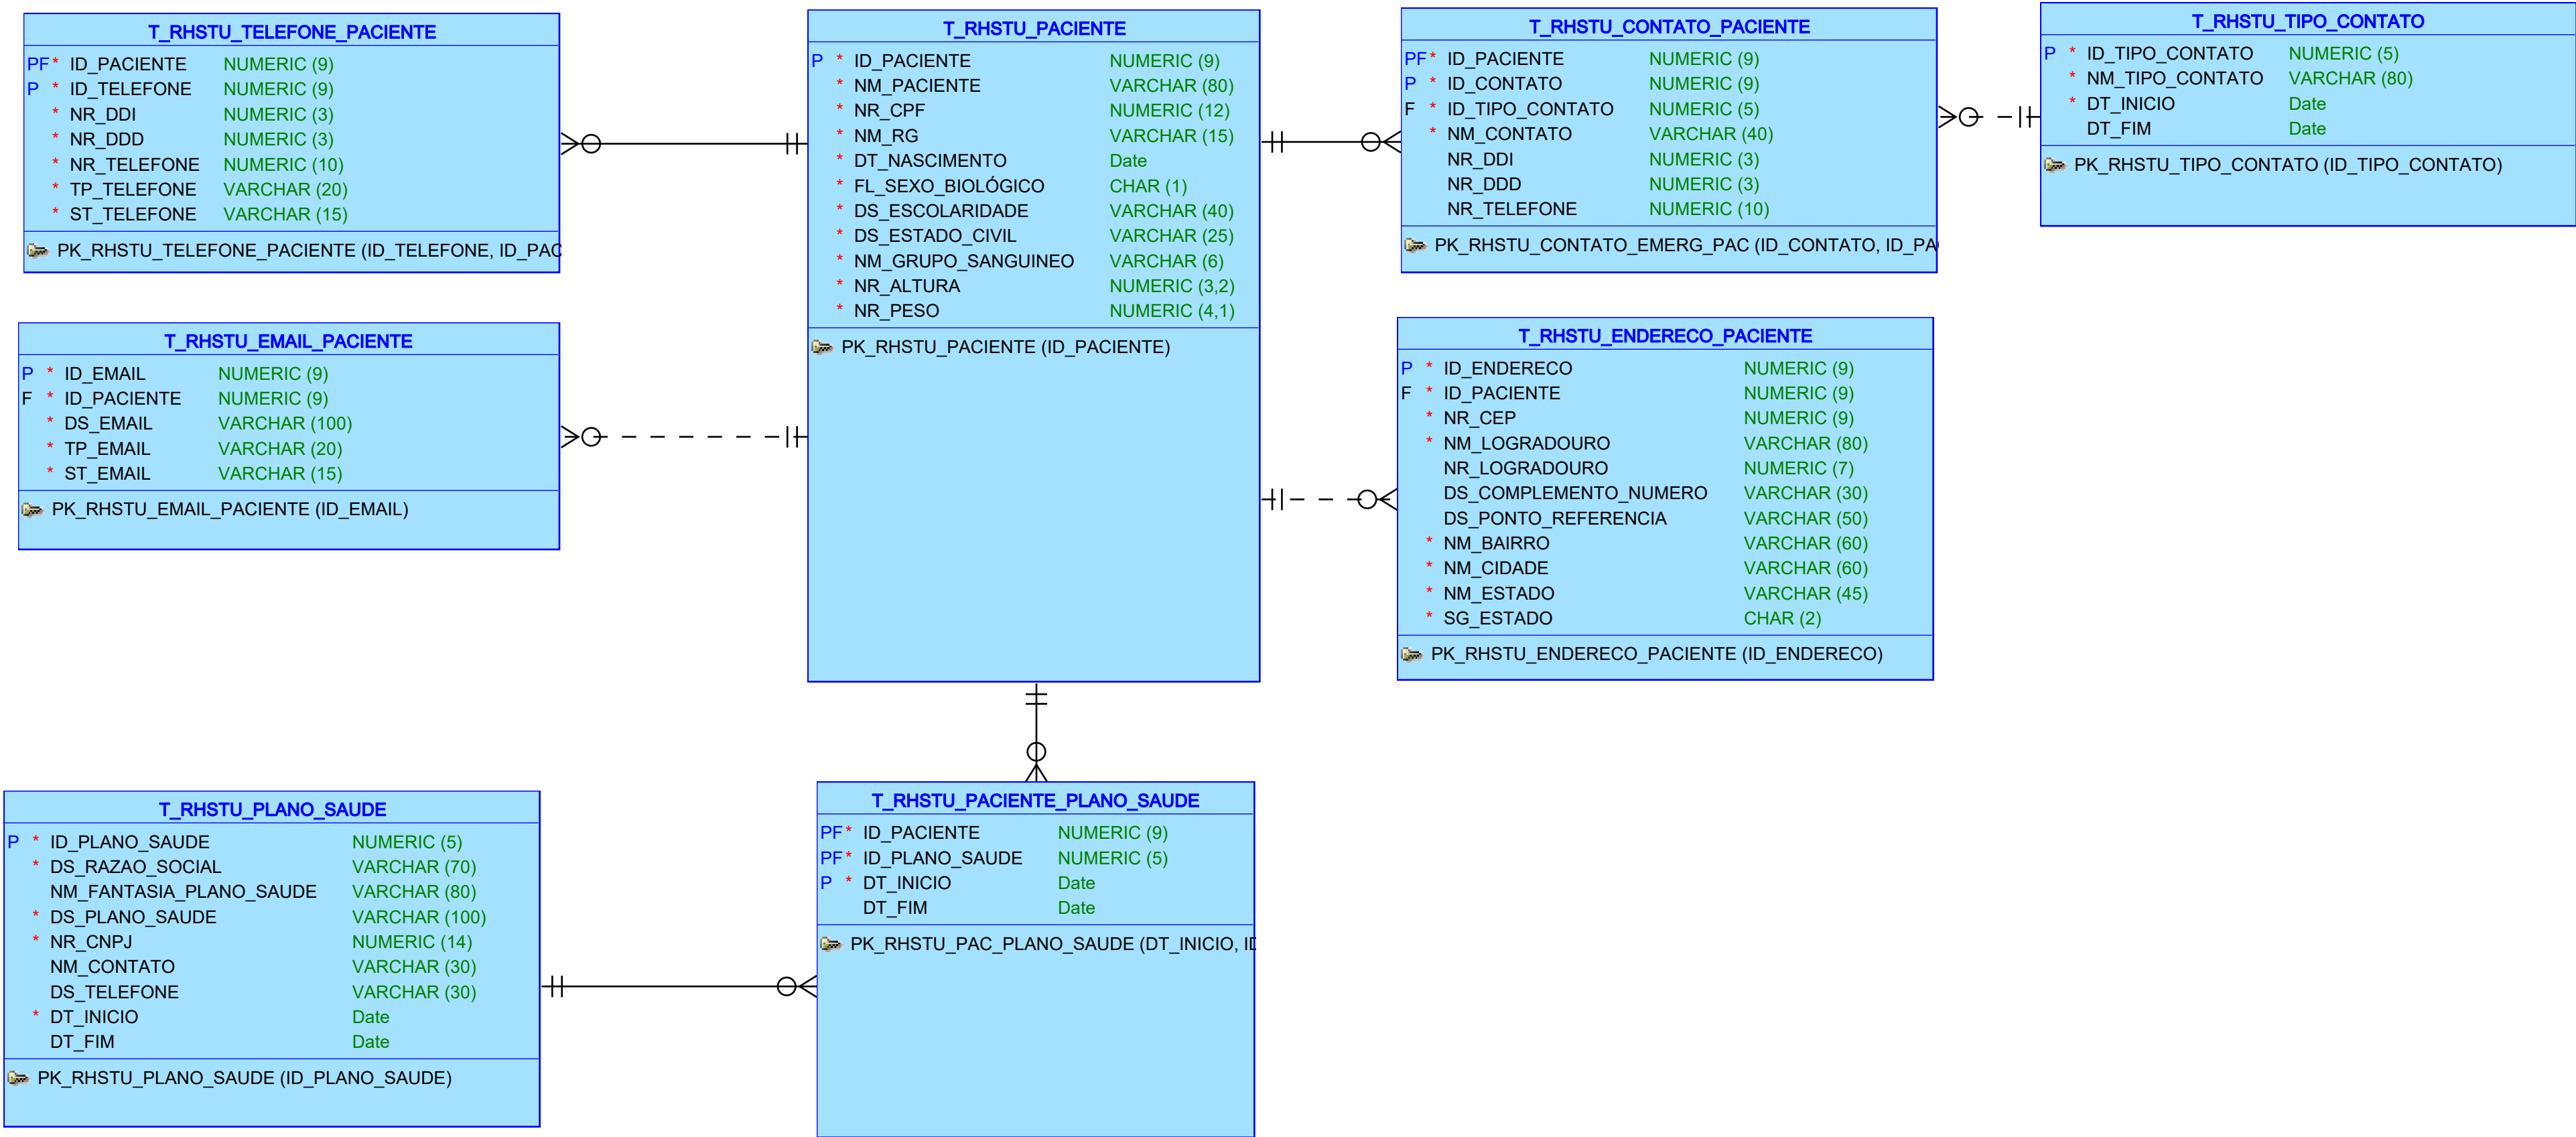 T_RHSTU_TELEFONE_PACIENTE
PF * ID_PACIENTE NUMERIC (9)
P * ID_TELEFONE NUMERIC (9)
* NR_DDI NUMERIC (3)
* NR_DDD NUMERIC (3)
* NR_TELEFONE NUMERIC (10)
* TP_TELEFONE VARCHAR (20)
* ST_TELEFONE VARCHAR (15)
PK_RHSTU_TELEFONE_PACIENTE (ID_TELEFONE, ID_PAC
T_RHSTU_PACIENTE
P * ID_PACIENTE NUMERIC (9)
* NM_PACIENTE VARCHAR (80)
* NR_CPF NUMERIC (12)
* NM_RG VARCHAR (15)
* DT_NASCIMENTO Date
* FL_SEXO_BIOLÓGICO CHAR (1)
* DS_ESCOLARIDADE VARCHAR (40)
* DS_ESTADO_CIVIL VARCHAR (25)
* NM_GRUPO_SANGUINEO VARCHAR (6)
* NR_ALTURA NUMERIC (3,2)
* NR_PESO NUMERIC (4,1)
PK_RHSTU_PACIENTE (ID_PACIENTE)
T_RHSTU_CONTATO_PACIENTE
PF * ID_PACIENTE NUMERIC (9)
P * ID_CONTATO NUMERIC (9)
F * ID_TIPO_CONTATO NUMERIC (5)
* NM_CONTATO VARCHAR (40)
NR_DDI NUMERIC (3)
NR_DDD NUMERIC (3)
NR_TELEFONE NUMERIC (10)
PK_RHSTU_CONTATO_EMERG_PAC (ID_CONTATO, ID_PA
T_RHSTU_TIPO_CONTATO
P * ID_TIPO_CONTATO NUMERIC (5)
* NM_TIPO_CONTATO VARCHAR (80)
* DT_INICIO Date
DT_FIM Date
PK_RHSTU_TIPO_CONTATO (ID_TIPO_CONTATO)
T_RHSTU_EMAIL_PACIENTE
P * ID_EMAIL NUMERIC (9)
F * ID_PACIENTE NUMERIC (9)
* DS_EMAIL VARCHAR (100)
* TP_EMAIL VARCHAR (20)
* ST_EMAIL VARCHAR (15)
PK_RHSTU_EMAIL_PACIENTE (ID_EMAIL)
T_RHSTU_ENDERECO_PACIENTE
P * ID_ENDERECO NUMERIC (9)
F * ID_PACIENTE NUMERIC (9)
* NR_CEP NUMERIC (9)
* NM_LOGRADOURO VARCHAR (80)
NR_LOGRADOURO NUMERIC (7)
DS_COMPLEMENTO_NUMERO VARCHAR (30)
DS_PONTO_REFERENCIA VARCHAR (50)
* NM_BAIRRO VARCHAR (60)
* NM_CIDADE VARCHAR (60)
* NM_ESTADO VARCHAR (45)
* SG_ESTADO CHAR (2)
PK_RHSTU_ENDERECO_PACIENTE (ID_ENDERECO)
T_RHSTU_PLANO_SAUDE
P * ID_PLANO_SAUDE NUMERIC (5)
* DS_RAZAO_SOCIAL VARCHAR (70)
NM_FANTASIA_PLANO_SAUDE VARCHAR (80)
* DS_PLANO_SAUDE VARCHAR (100)
* NR_CNPJ NUMERIC (14)
NM_CONTATO VARCHAR (30)
DS_TELEFONE VARCHAR (30)
* DT_INICIO Date
DT_FIM Date
PK_RHSTU_PLANO_SAUDE (ID_PLANO_SAUDE)
T_RHSTU_PACIENTE_PLANO_SAUDE
PF * ID_PACIENTE NUMERIC (9)
PF * ID_PLANO_SAUDE NUMERIC (5)
P * DT_INICIO Date
DT_FIM Date
PK_RHSTU_PAC_PLANO_SAUDE (DT_INICIO, ID